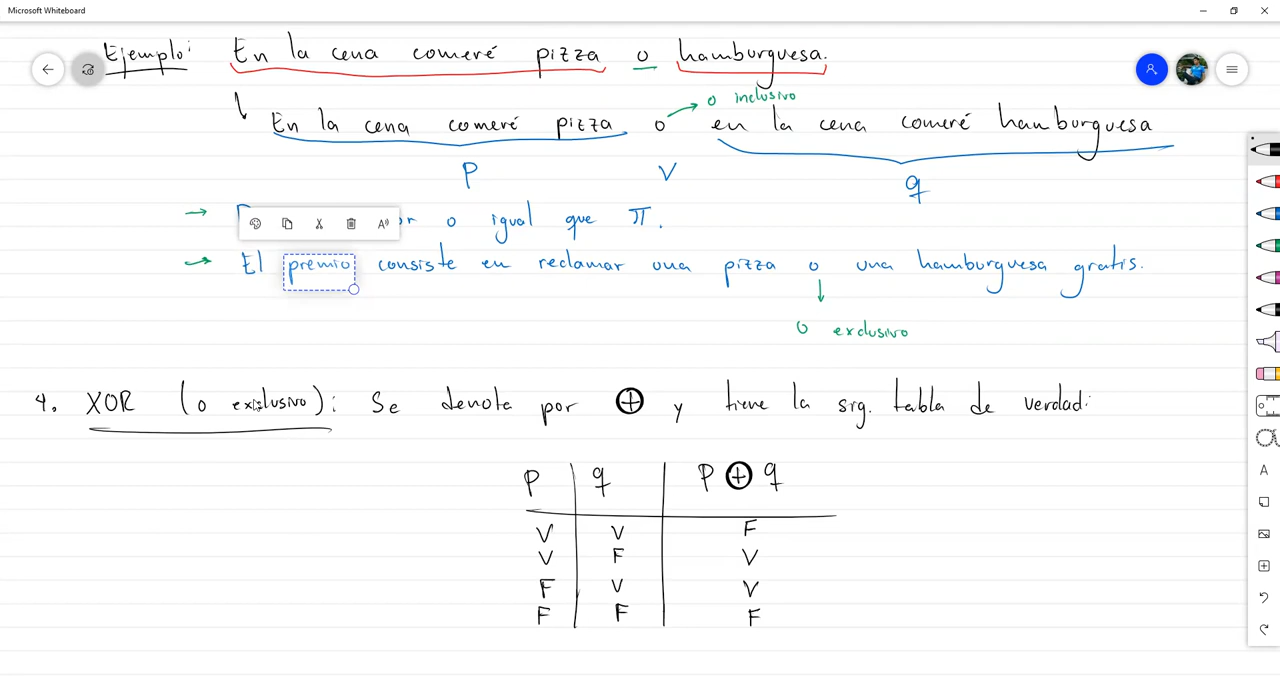 Microsoft Whiteboard
Ejemplo: En la cena comeré pizza o hamburguesa.
o inclusivo
En la cena comeré pizza o en la cena comeré hamburguesa
p v q
o igual que π.
El premio consiste en reclamar una pizza o una hamburguesa gratis.
o exclusivo
4. XOR (o exclusivo): Se denota por ⊕ y tiene la sig. tabla de verdad:
p q p ⊕ q
V V F
V F V
F V V
F F F